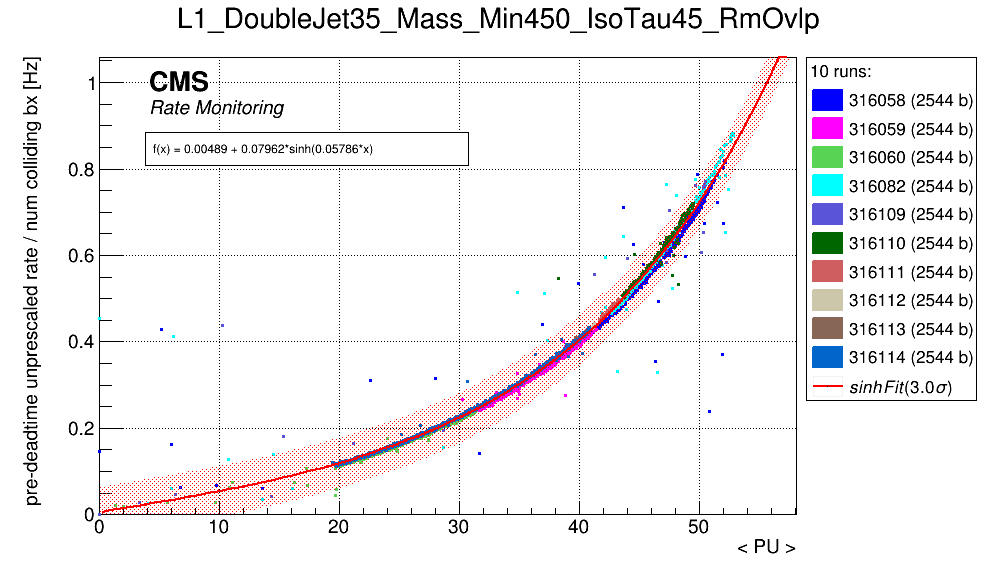 L1_DoubleJet35_Mass_Min450_IsoTau45_RmOvlp
pre-deadtime unprescaled rate / num colliding bx [Hz]
CMS
Rate Monitoring
f(x) = 0.00489 + 0.07962*sinh(0.05786*x)
1
0.8
0.6
0.4
0.2
0
0 10 20 30 40 50
< PU >
10 runs:
316058 (2544 b)
316059 (2544 b)
316060 (2544 b)
316082 (2544 b)
316109 (2544 b)
316110 (2544 b)
316111 (2544 b)
316112 (2544 b)
316113 (2544 b)
316114 (2544 b)
sinhFit(3.0σ)